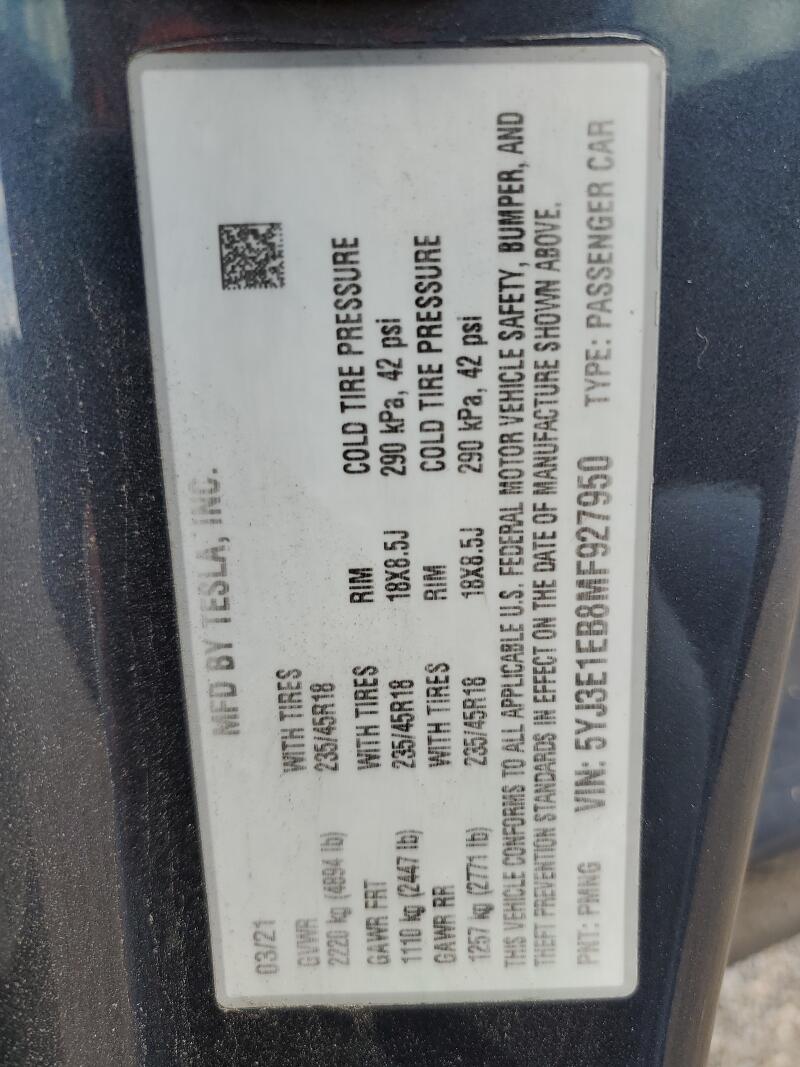 MFD BY TESLA, INC.
03/21
GVWR WITH TIRES
2220 kg (4894 lb) 235/45R18
GAWR FRT WITH TIRES RIM COLD TIRE PRESSURE
1110 kg (2447 lb) 235/45R18 18X8.5J 290 kPa, 42 psi
GAWR RR WITH TIRES RIM COLD TIRE PRESSURE
1257 kg (2771 lb) 235/45R18 18X8.5J 290 kPa, 42 psi
THIS VEHICLE CONFORMS TO ALL APPLICABLE U.S. FEDERAL MOTOR VEHICLE SAFETY, BUMPER, AND
THEFT PREVENTION STANDARDS IN EFFECT ON THE DATE OF MANUFACTURE SHOWN ABOVE.
PNT: PMNG VIN: 5YJ3E1EB8MF927950 TYPE: PASSENGER CAR